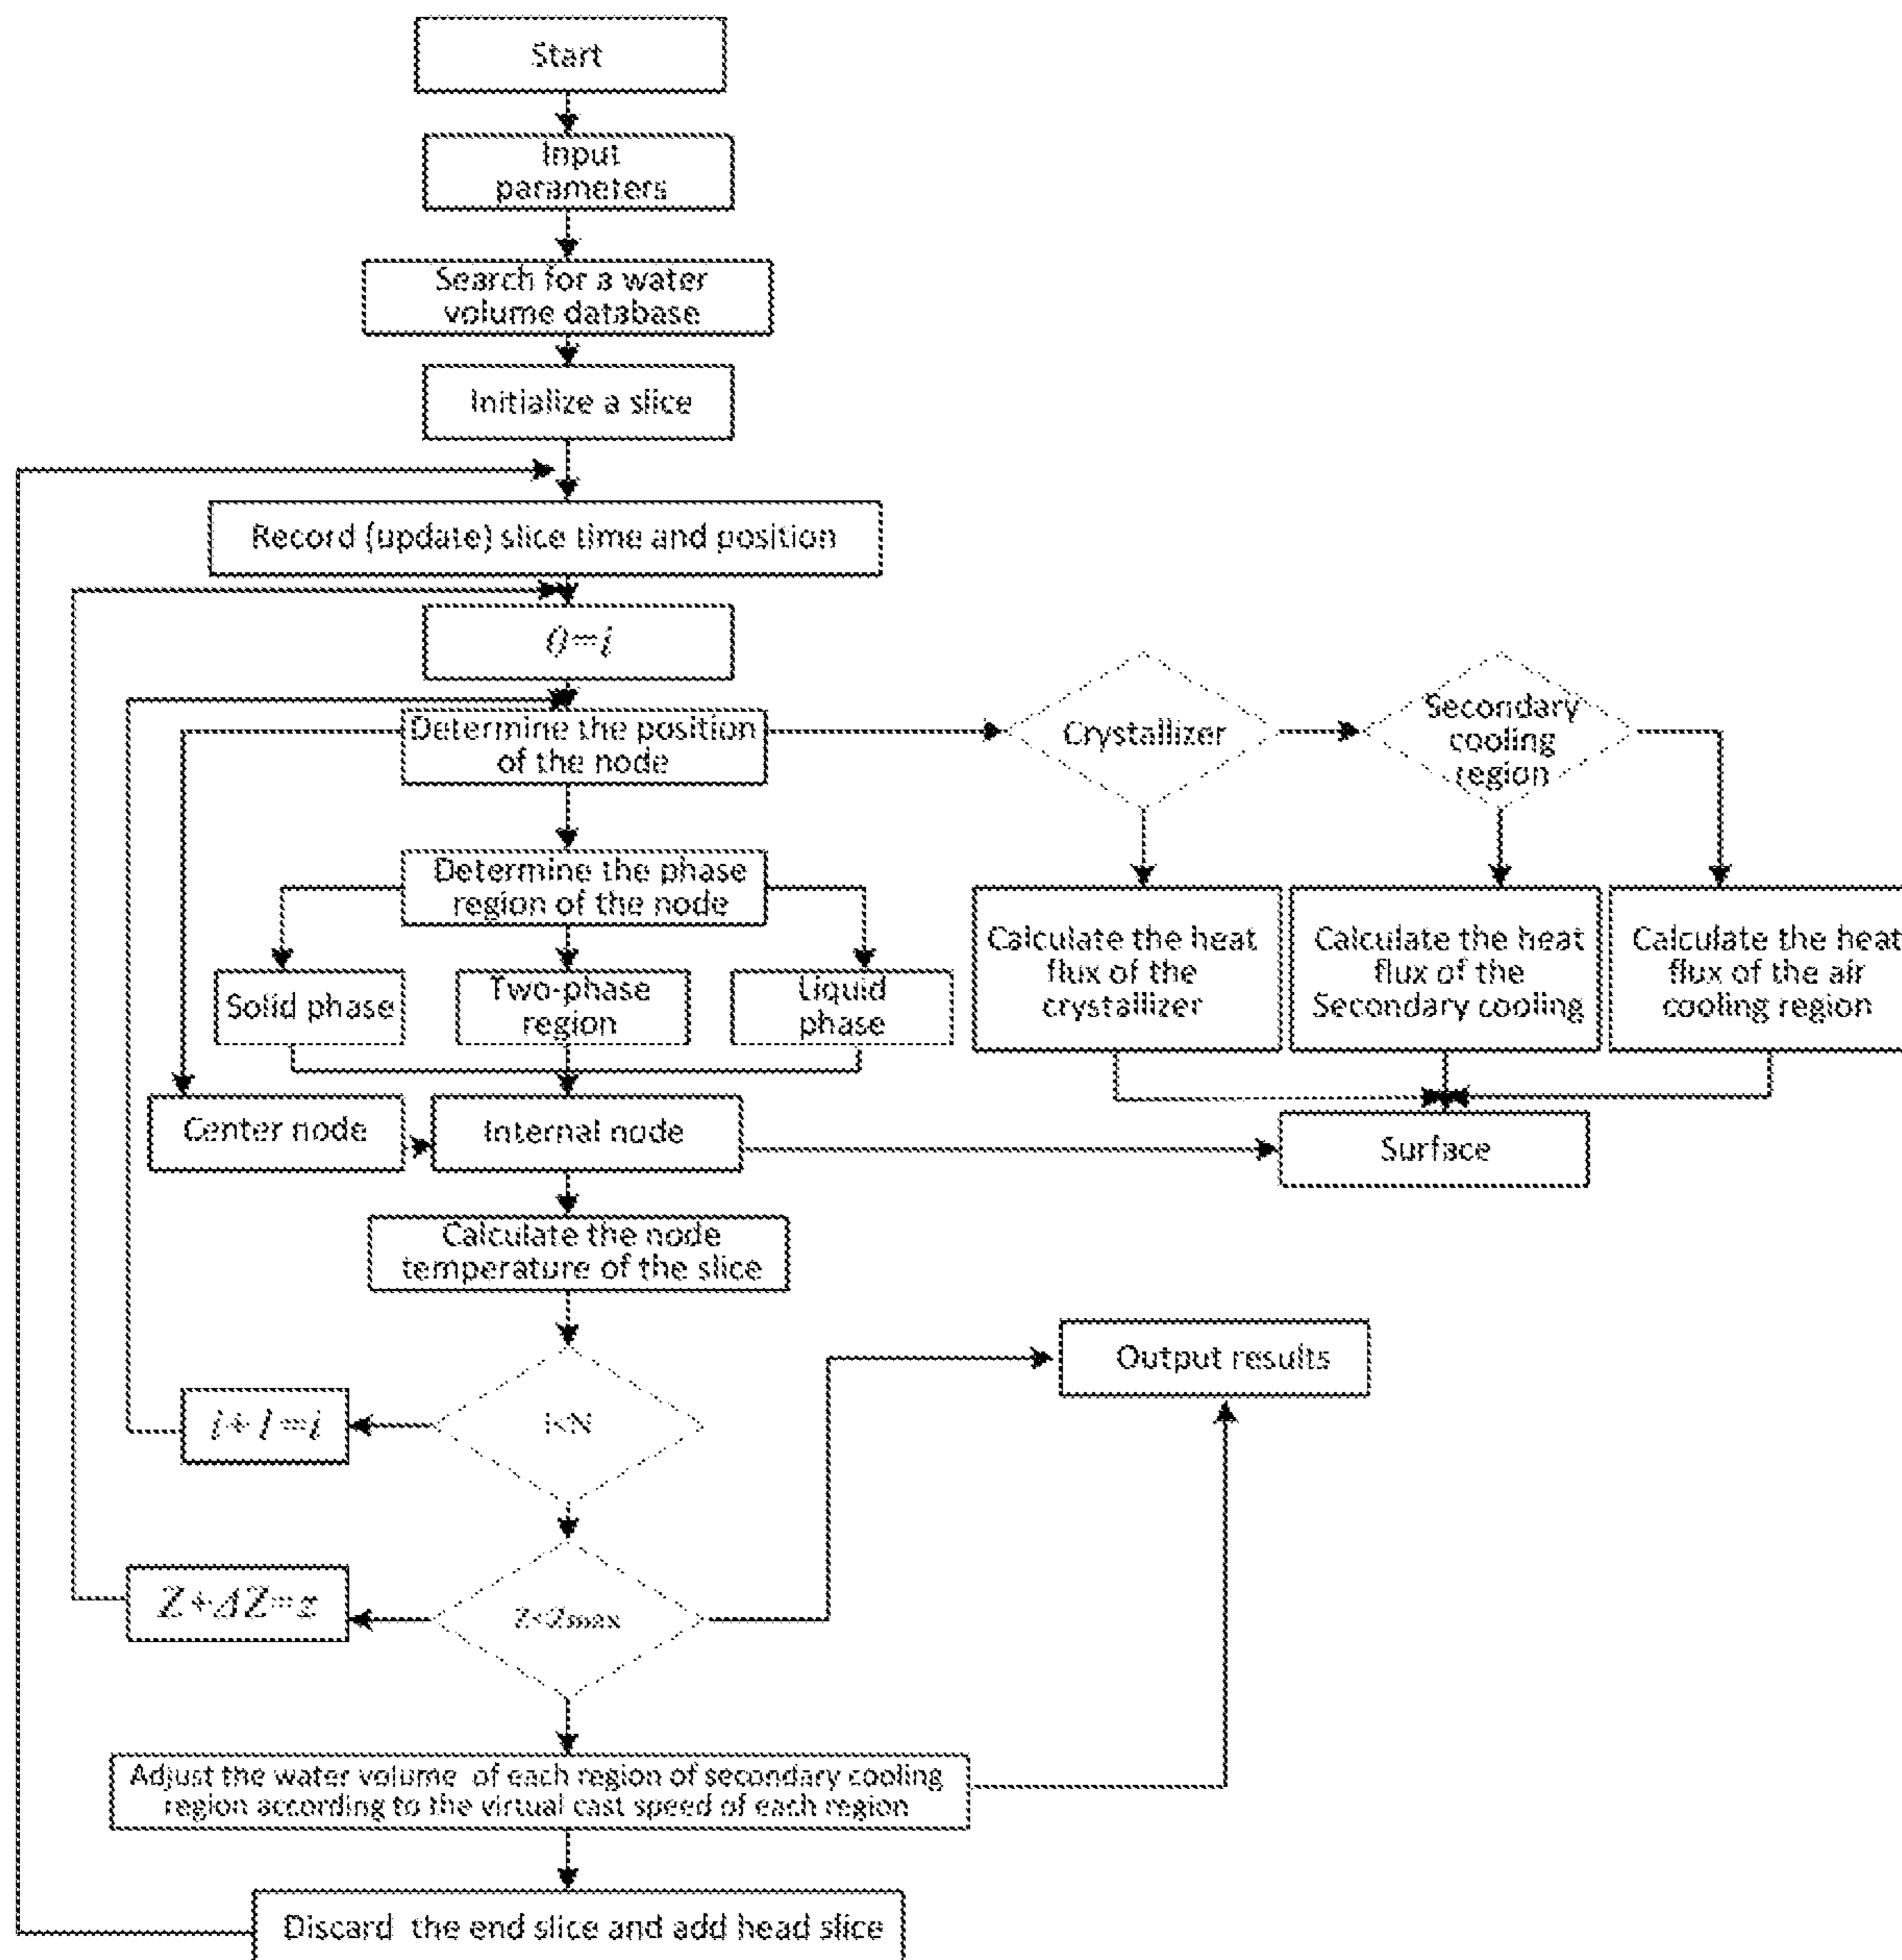 Start
Input
parameters
Search for a water
volume database
Initialize a slice
Record (update) slice time and position
0=i
Determine the position
of the node
Crystallizer
Secondary
cooling
region
Determine the phase
region of the node
Solid phase
Two-phase
region
Liquid
phase
Calculate the heat
flux of the
crystallizer
Calculate the heat
flux of the
Secondary cooling
Calculate the heat
flux of the air
cooling region
Center node
Internal node
Surface
Calculate the node
temperature of the slice
Output results
i<N
i+1=i
Z+ΔZ=z
Z<Zmax
Adjust the water volume of each region of secondary cooling
region according to the virtual cast speed of each region
Discard the end slice and add head slice